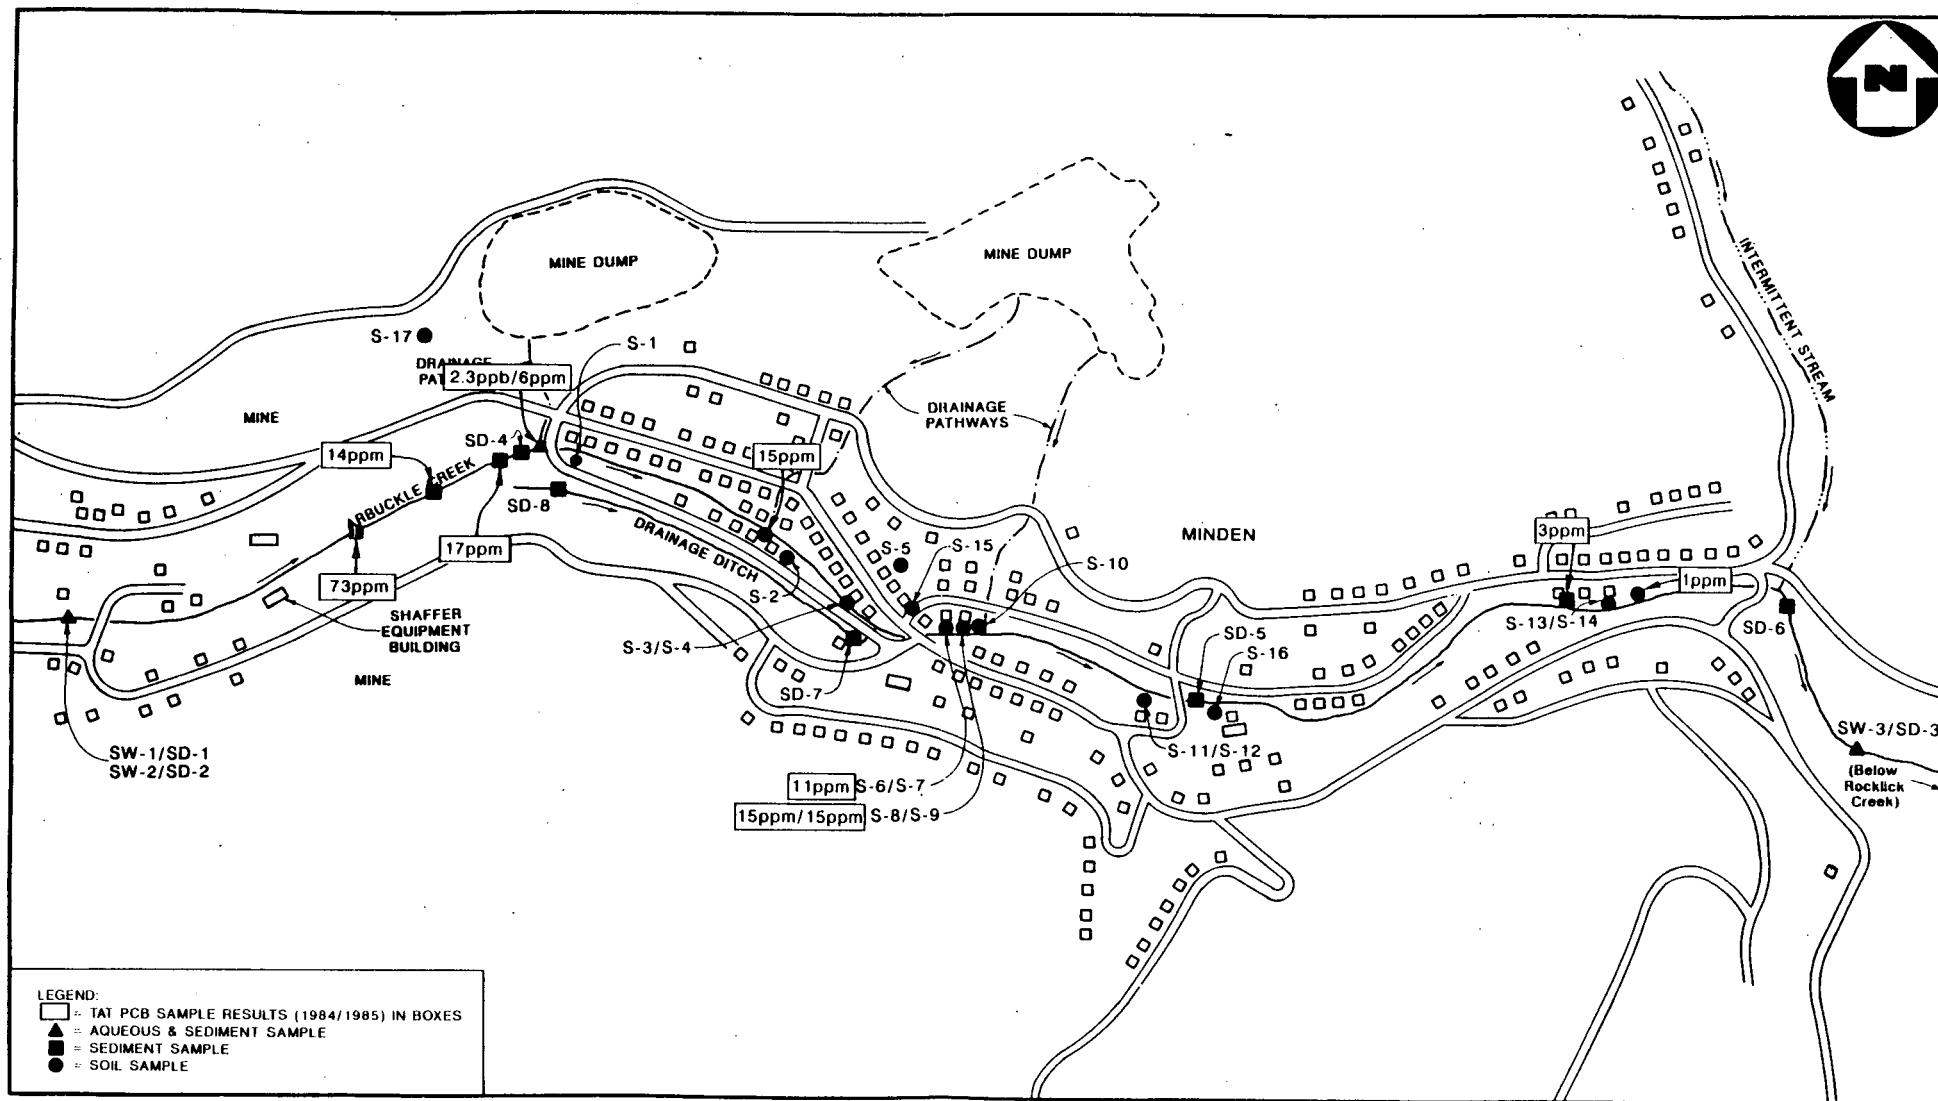 N
MINE DUMP
MINE DUMP
INTERMITTENT STREAM
S-17
DRAINAGE
S-1
2.3ppb/6ppm
DRAINAGE
PATHWAYS
MINE
SD-4
15ppm
14ppm
RBUCKLE CREEK
SD-8
DRAINAGE DITCH
17ppm
S-5
S-15
S-10
MINDEN
3ppm
1ppm
73ppm
S-2
SHAFFER
EQUIPMENT
BUILDING
S-3/S-4
SD-5
S-16
S-13/S-14
SD-6
MINE
SD-7
SW-1/SD-1
SW-2/SD-2
S-11/S-12
SW-3/SD-3
(Below
Rocklick
Creek)
11ppm S-6/S-7
15ppm/15ppm S-8/S-9
LEGEND:
= TAT PCB SAMPLE RESULTS (1984/1985) IN BOXES
= AQUEOUS & SEDIMENT SAMPLE
= SEDIMENT SAMPLE
= SOIL SAMPLE